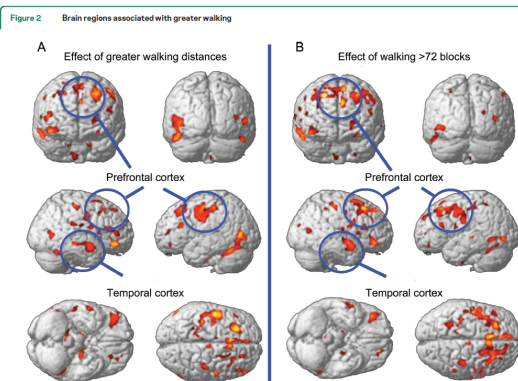 Figure 2 Brain regions associated with greater walking
A
Effect of greater walking distances
Prefrontal cortex
Temporal cortex
B
Effect of walking >72 blocks
Prefrontal cortex
Temporal cortex